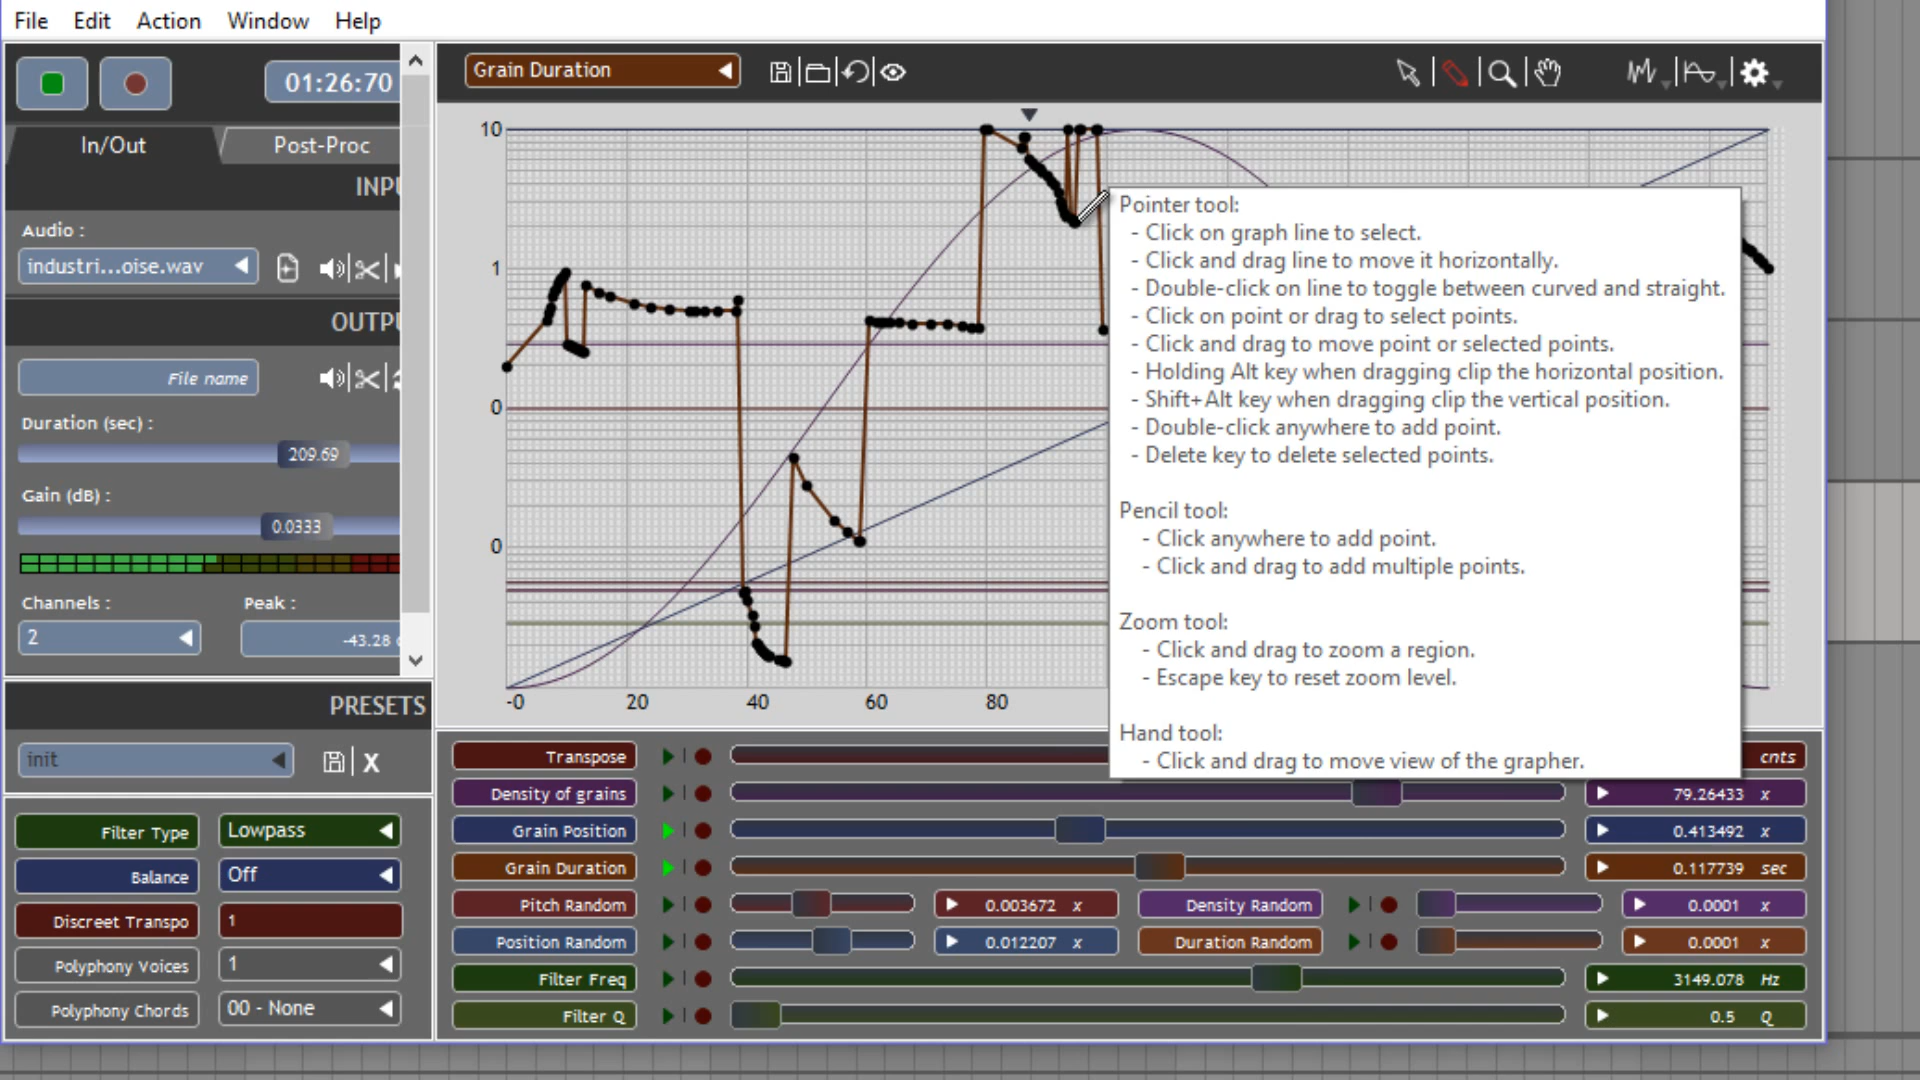 File Edit Action Window Help
01:26:70
Grain Duration
In/Out Post-Proc
INPU
Audio :
industri...oise.wav
OUTPU
File name
Duration (sec) :
209.69
Gain (dB) :
0.0333
Channels : Peak :
2 -43.28
PRESETS
init X
Filter Type Lowpass
Balance Off
Discreet Transpo 1
Polyphony Voices 1
Polyphony Chords 00 - None
10
1
0
0
-0 20 40 60 80
Pointer tool:
- Click on graph line to select.
- Click and drag line to move it horizontally.
- Double-click on line to toggle between curved and straight.
- Click on point or drag to select points.
- Click and drag to move point or selected points.
- Holding Alt key when dragging clip the horizontal position.
- Shift+Alt key when dragging clip the vertical position.
- Double-click anywhere to add point.
- Delete key to delete selected points.
Pencil tool:
- Click anywhere to add point.
- Click and drag to add multiple points.
Zoom tool:
- Click and drag to zoom a region.
- Escape key to reset zoom level.
Hand tool:
- Click and drag to move view of the grapher.
Transpose cnts
Density of grains 79.26433 x
Grain Position 0.413492 x
Grain Duration 0.117739 sec
Pitch Random 0.003672 x Density Random 0.0001 x
Position Random 0.012207 x Duration Random 0.0001 x
Filter Freq 3149.078 Hz
Filter Q 0.5 Q